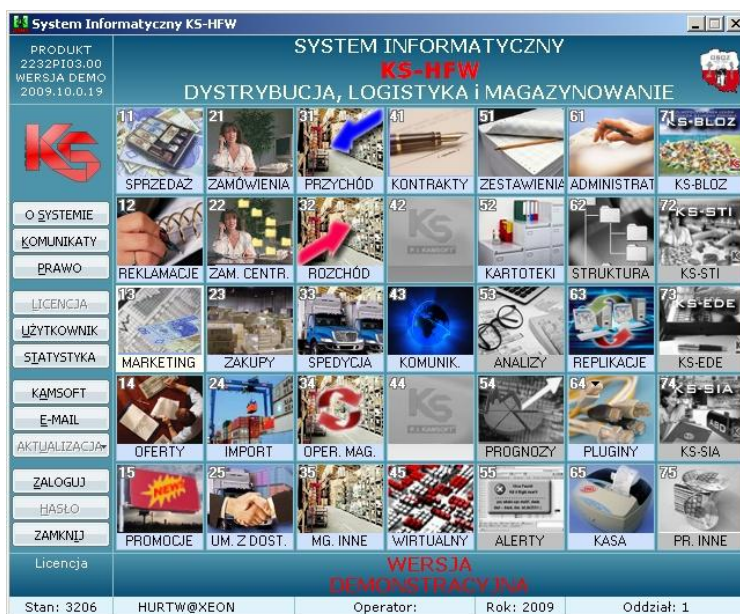 System Informatyczny KS-HFW
PRODUKT
2232PI03.00
WERSJA DEMO
2009.10.0.19
SYSTEM INFORMATYCZNY
KS-HFW
DYSTRYBUCJA, LOGISTYKA i MAGAZYNOWANIE
OSOZ
KS
O SYSTEMIE
KOMUNIKATY
PRAWO
LICENCJA
UŻYTKOWNIK
STATYSTYKA
KAMSOFT
E-MAIL
AKTUALIZACJA
ZALOGUJ
HASŁO
ZAMKNIJ
11 21 31 41 51 61 71 KS-BLOZ
SPRZEDAŻ ZAMÓWIENIA PRZYCHÓD KONTRAKTY ZESTAWIENIA ADMINISTRAT KS-BLOZ
12 22 32 42 52 62 72 KS-STI
KS
REKLAMACJE ZAM. CENTR. ROZCHÓD KARTOTEKI STRUKTURA KS-STI
13 23 33 43 53 63 73 KS-EDE
MARKETING ZAKUPY SPEDYCJA KOMUNIK. ANALIZY REPLIKACJE KS-EDE
14 24 34 44 54 64 74 KS-SIA
KS
OFERTY IMPORT OPER. MAG. PROGNOZY PLUGINY KS-SIA
15 25 35 45 55 65 75
PROMOCJE UM. Z DOST. MG. INNE WIRTUALNY ALERTY KASA PR. INNE
Licencja
WERSJA
DEMONSTRACYJNA
Stan: 3206 HURTW@XEON Operator: Rok: 2009 Oddział: 1